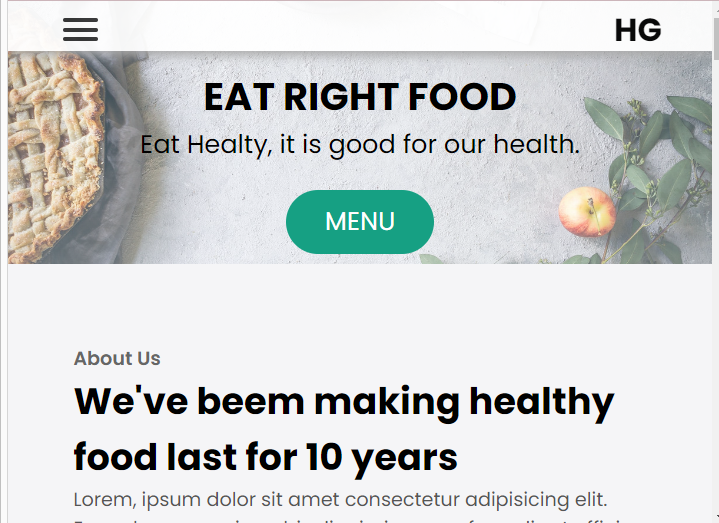 HG
EAT RIGHT FOOD
Eat Healty, it is good for our health.
MENU
About Us
We've beem making healthy
food last for 10 years
Lorem, ipsum dolor sit amet consectetur adipisicing elit.